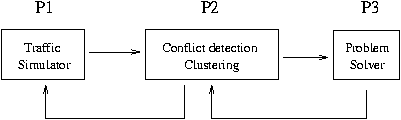 P1 P2 P3
Traffic
Simulator
Conflict detection
Clustering
Problem
Solver